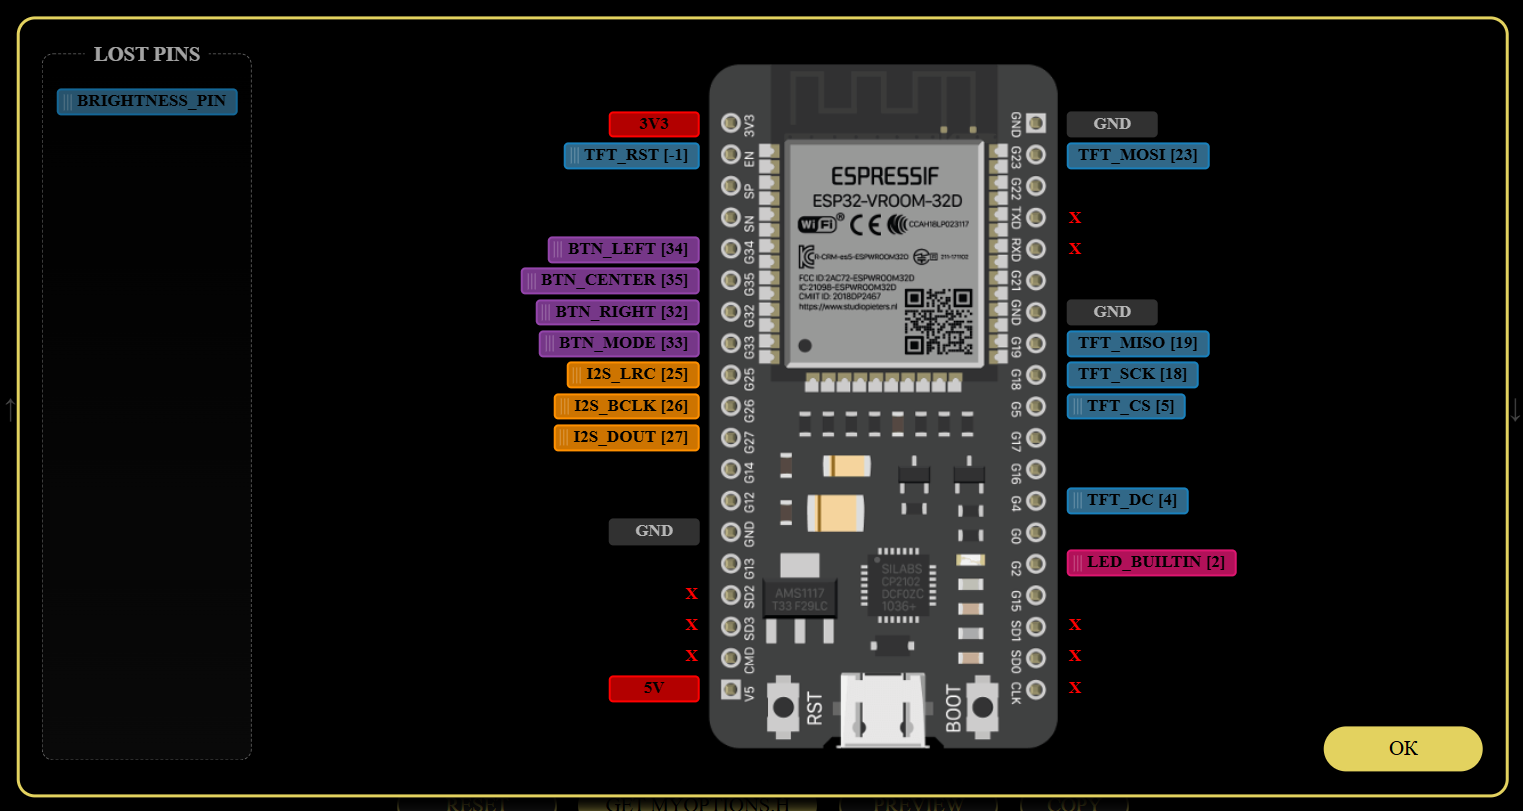 LOST PINS
BRIGHTNESS_PIN
3V3
TFT_RST [-1]
BTN_LEFT [34]
BTN_CENTER [35]
BTN_RIGHT [32]
BTN_MODE [33]
I2S_LRC [25]
I2S_BCLK [26]
I2S_DOUT [27]
GND
X
X
X
5V
3V3
EN
SP
SN
G34
G35
G32
G33
G25
G26
G27
G14
G12
GND
G13
SD2
SD3
CMD
V5
ESPRESSIF
ESP32-VROOM-32D
WiFi ® CE CCAH18LP023117
R-CRM-es5-ESPWROOM32D 211-171102
FCC ID:2AC72-ESPWROOM32D
IC:21098-ESPWROOM32D
CMIIT ID: 2018DP2467
https://www.studiopieters.nl
SILABS
CP2102
DCF0ZC
1036+
AMS1117
T33 F29LC
RST
BOOT
GND
G23
G22
TXD
RXD
G21
GND
G19
G18
G5
G17
G16
G4
G0
G2
G15
SD1
SD0
CLK
GND
TFT_MOSI [23]
X
X
GND
TFT_MISO [19]
TFT_SCK [18]
TFT_CS [5]
TFT_DC [4]
LED_BUILTIN [2]
X
X
X
↑
↓
OK
RESET
GET MYOPTIONS.H
PREVIEW
COPY